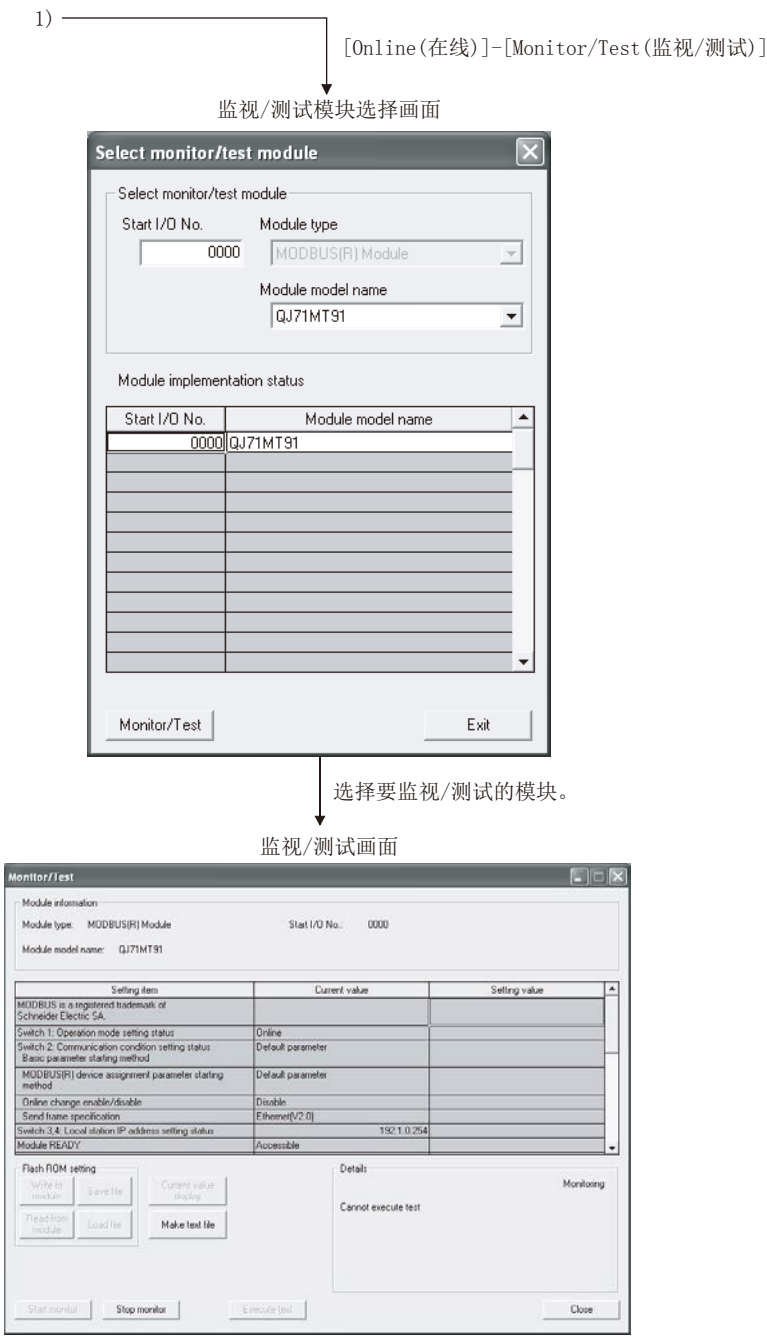 1)
[Online(在线)]-[Monitor/Test(监视/测试)]
监视/测试模块选择画面
Select monitor/test module
Select monitor/test module
Start I/O No. Module type
0000 MODBUS(R) Module
Module model name
QJ71MT91
Module implementation status
Start I/O No. Module model name
0000 QJ71MT91
Monitor/Test Exit
选择要监视/测试的模块。
监视/测试画面
Monitor/Test
Module information
Module type: MODBUS(R) Module Start I/O No.: 0000
Module model name: QJ71MT91
Setting item Current value Setting value
MODBUS is a registered trademark of
Schneider Electric SA.
Switch 1: Operation mode setting status Online
Switch 2: Communication condition setting status Default parameter
Basic parameter starting method
MODBUS(R) device assignment parameter starting Default parameter
method
Online change enable/disable Disable
Send frame specification Ethernet(V2.0)
Switch 3,4: Local station IP address setting status 192.1.0.254
Module READY Accessible
Flash ROM setting Details
Write to
module Save file Current value
display Monitoring
Cannot execute test
Read from
module Load file Make text file
Start monitor Stop monitor Execute test Close